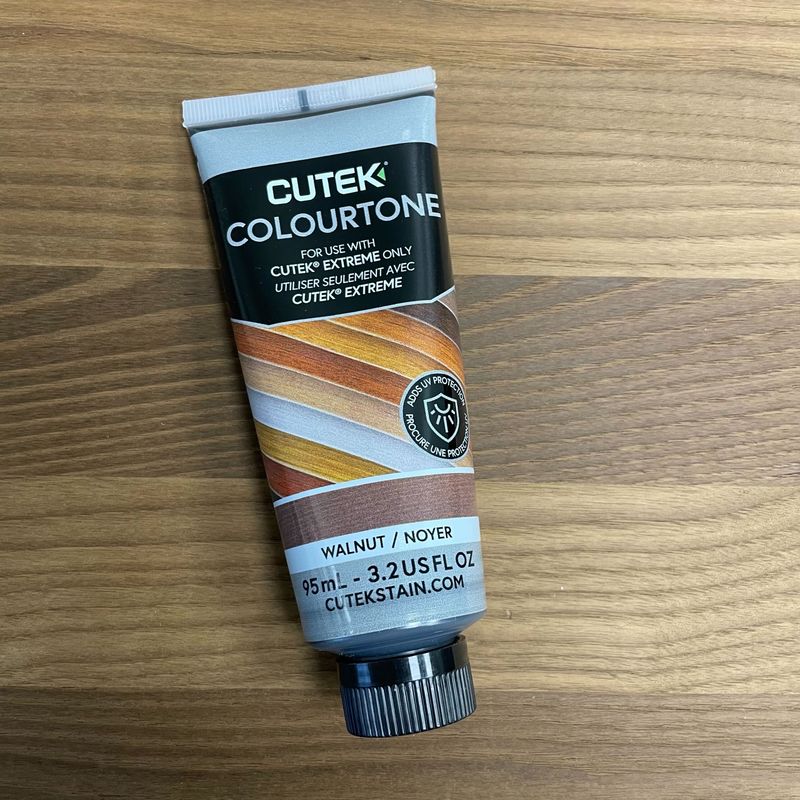 CUTEK®
COLOURTONE
FOR USE WITH
CUTEK® EXTREME ONLY
UTILISER SEULEMENT AVEC
CUTEK® EXTREME
ADDS UV PROTECTION
PROCURE UNE PROTECTION UV
WALNUT / NOYER
95 mL - 3.2 US FL OZ
CUTEKSTAIN.COM